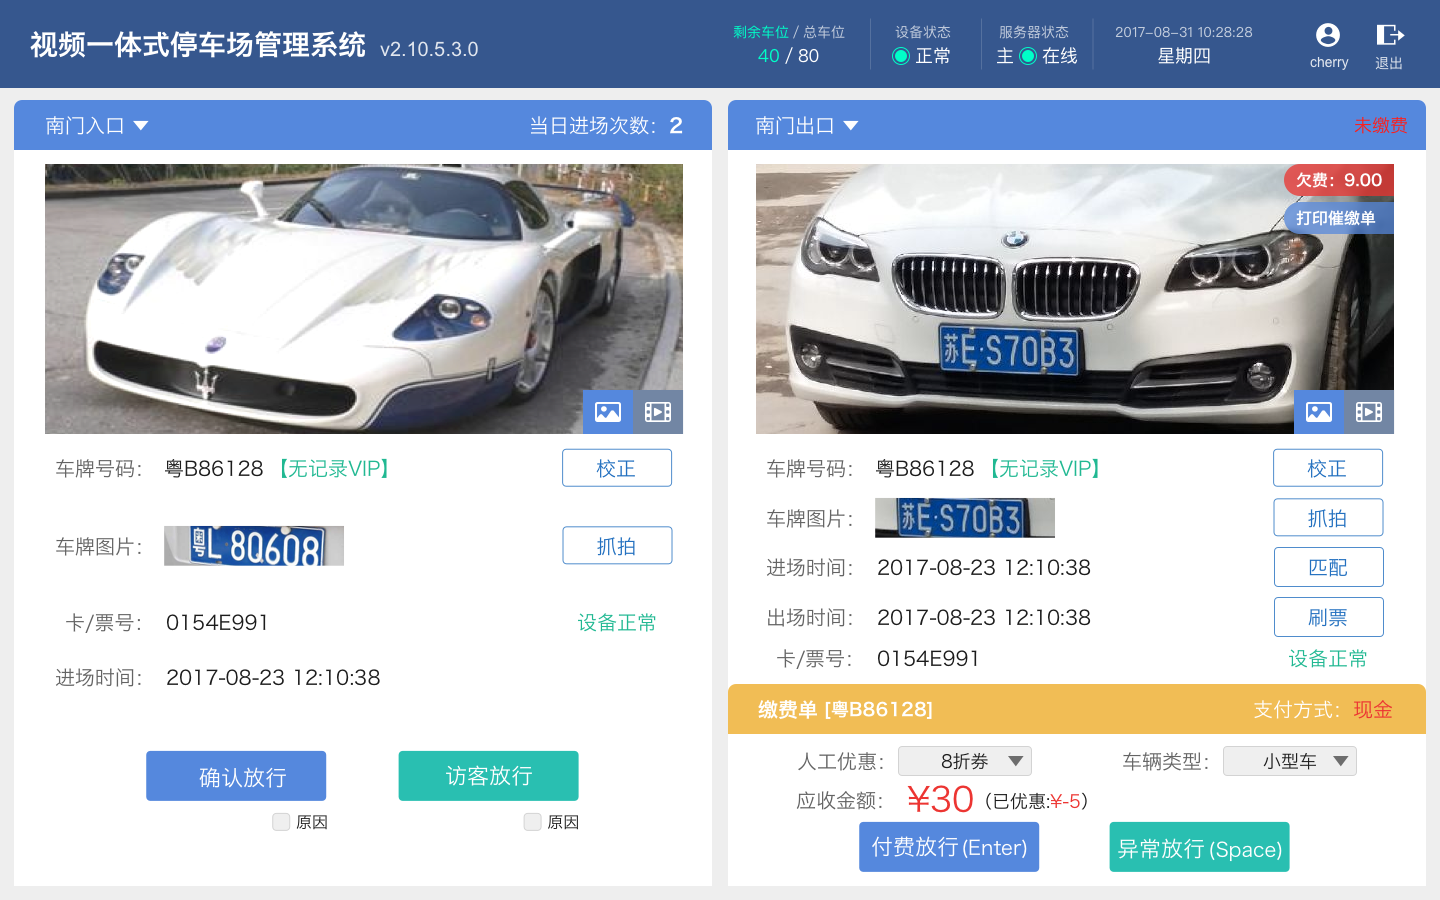 视频一体式停车场管理系统 v2.10.5.3.0
剩余车位 / 总车位
40 / 80
设备状态
正常
服务器状态
主 在线
2017-08-31 10:28:28
星期四
cherry
退出
南门入口
当日进场次数： 2
车牌号码： 粤B86128 【无记录VIP】
校正
车牌图片：
粤L 8Q608
抓拍
卡/票号： 0154E991
设备正常
进场时间： 2017-08-23 12:10:38
确认放行
访客放行
原因
原因
南门出口
未缴费
欠费：9.00
打印催缴单
苏E·S70B3
车牌号码： 粤B86128 【无记录VIP】
校正
车牌图片：
苏E·S70B3
抓拍
进场时间： 2017-08-23 12:10:38
匹配
出场时间： 2017-08-23 12:10:38
刷票
卡/票号： 0154E991
设备正常
缴费单 [粤B86128]
支付方式： 现金
人工优惠： 8折券
车辆类型： 小型车
应收金额： ¥30 （已优惠:¥-5）
付费放行(Enter)
异常放行(Space)